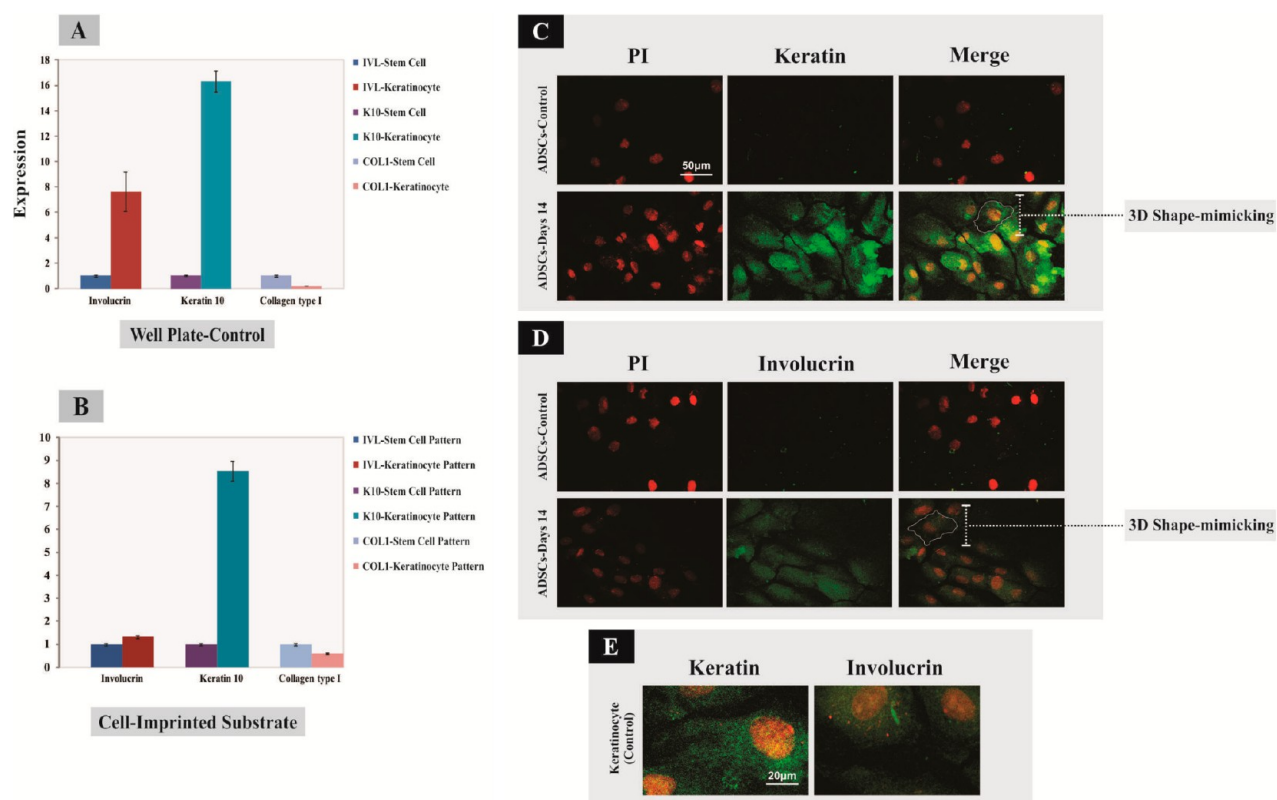 A
Expression
18
16
14
12
10
8
6
4
2
0
Involucrin
Keratin 10
Collagen type I
IVL-Stem Cell
IVL-Keratinocyte
K10-Stem Cell
K10-Keratinocyte
COL1-Stem Cell
COL1-Keratinocyte
Well Plate-Control
B
10
9
8
7
6
5
4
3
2
1
0
Involucrin
Keratin 10
Collagen type I
IVL-Stem Cell Pattern
IVL-Keratinocyte Pattern
K10-Stem Cell Pattern
K10-Keratinocyte Pattern
COL1-Stem Cell Pattern
COL1-Keratinocyte Pattern
Cell-Imprinted Substrate
C
PI
Keratin
Merge
ADSCs-Control
50μm
ADSCs-Days 14
3D Shape-mimicking
D
PI
Involucrin
Merge
ADSCs-Control
ADSCs-Days 14
3D Shape-mimicking
E
Keratin
Involucrin
Keratinocyte
(Control)
20μm